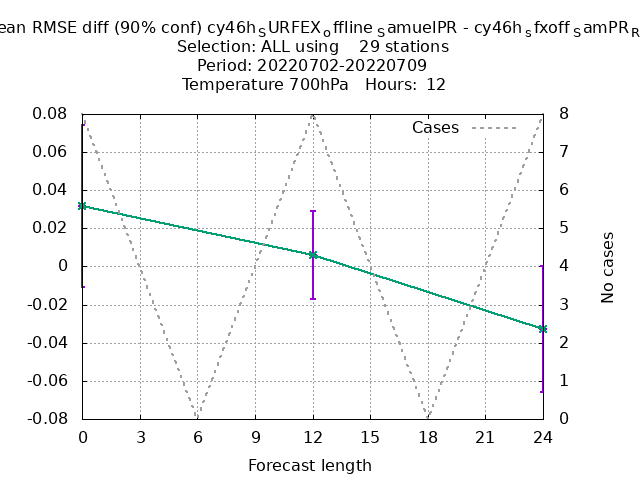 ean RMSE diff (90% conf) cy46hSURFEXoffline SamuelPR - cy46hsfxoffSamPRR
Selection: ALL using 29 stations
Period: 20220702-20220709
Temperature 700hPa Hours: 12
Cases
0.08
0.06
0.04
0.02
0
-0.02
-0.04
-0.06
-0.08
8
7
6
5
4
3
2
1
0
No cases
0 3 6 9 12 15 18 21 24
Forecast length